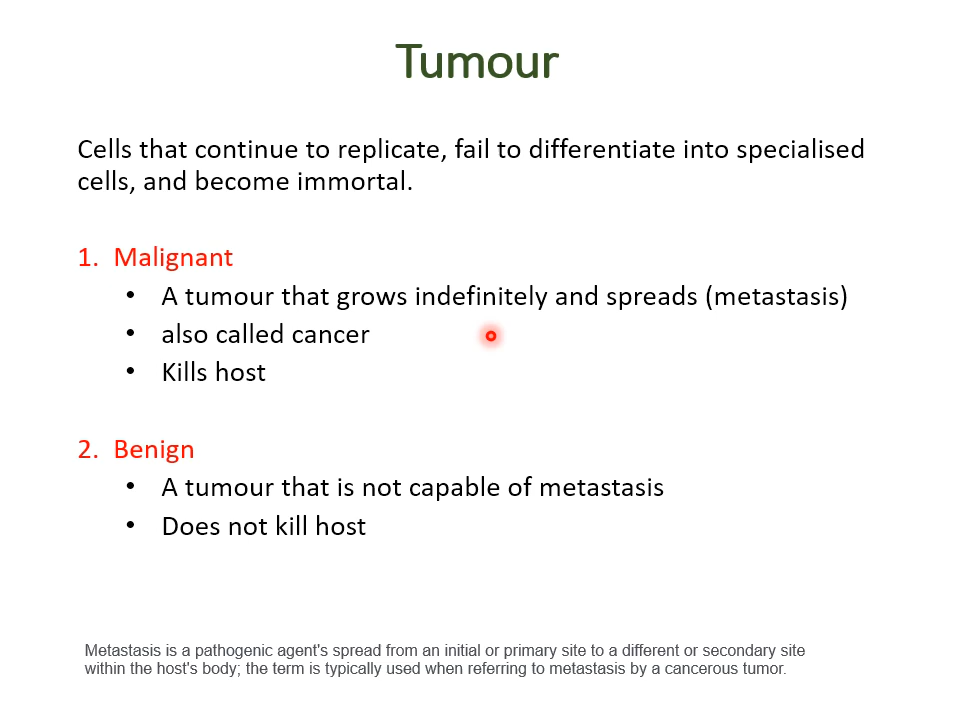 Tumour
Cells that continue to replicate, fail to differentiate into specialised
cells, and become immortal.
1. Malignant
• A tumour that grows indefinitely and spreads (metastasis)
• also called cancer
• Kills host
2. Benign
• A tumour that is not capable of metastasis
• Does not kill host
Metastasis is a pathogenic agent's spread from an initial or primary site to a different or secondary site
within the host's body; the term is typically used when referring to metastasis by a cancerous tumor.